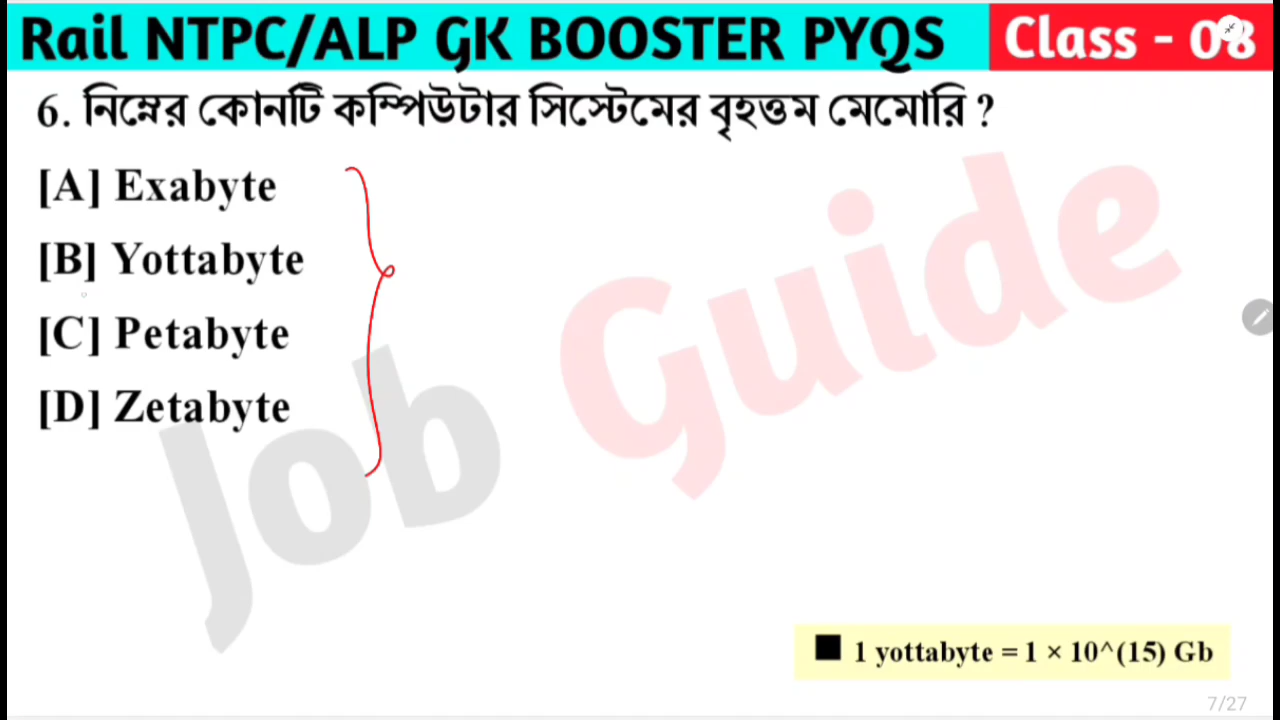 Rail NTPC/ALP GK BOOSTER PYQS Class - 08
6. নিম্নের কোনটি কম্পিউটার সিস্টেমের বৃহত্তম মেমোরি ?
[A] Exabyte
[B] Yottabyte
[C] Petabyte
[D] Zetabyte
Job Guide
■ 1 yottabyte = 1 × 10^(15) Gb
7/27